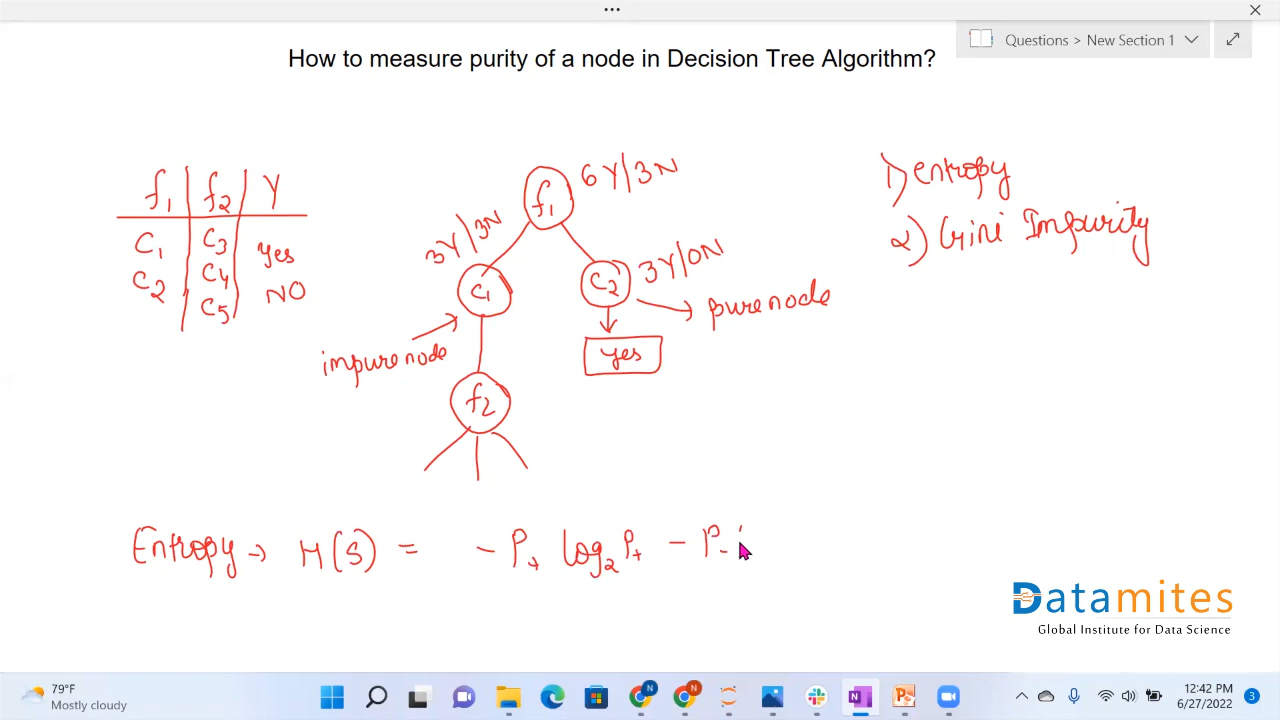 Questions > New Section 1
How to measure purity of a node in Decision Tree Algorithm?
f1 f2 Y
C1 C3 Yes
C2 C4 NO
C5
f1 6Y/3N
3Y/3N
C1
C2 3Y/0N
pure node
impure node
yes
f2
1) entropy
2) Gini Impurity
Entropy → H(S) = - P+ log2 P+ - P-
Datamites
Global Institute for Data Science
79°F
Mostly cloudy
12:42 PM
6/27/2022
3